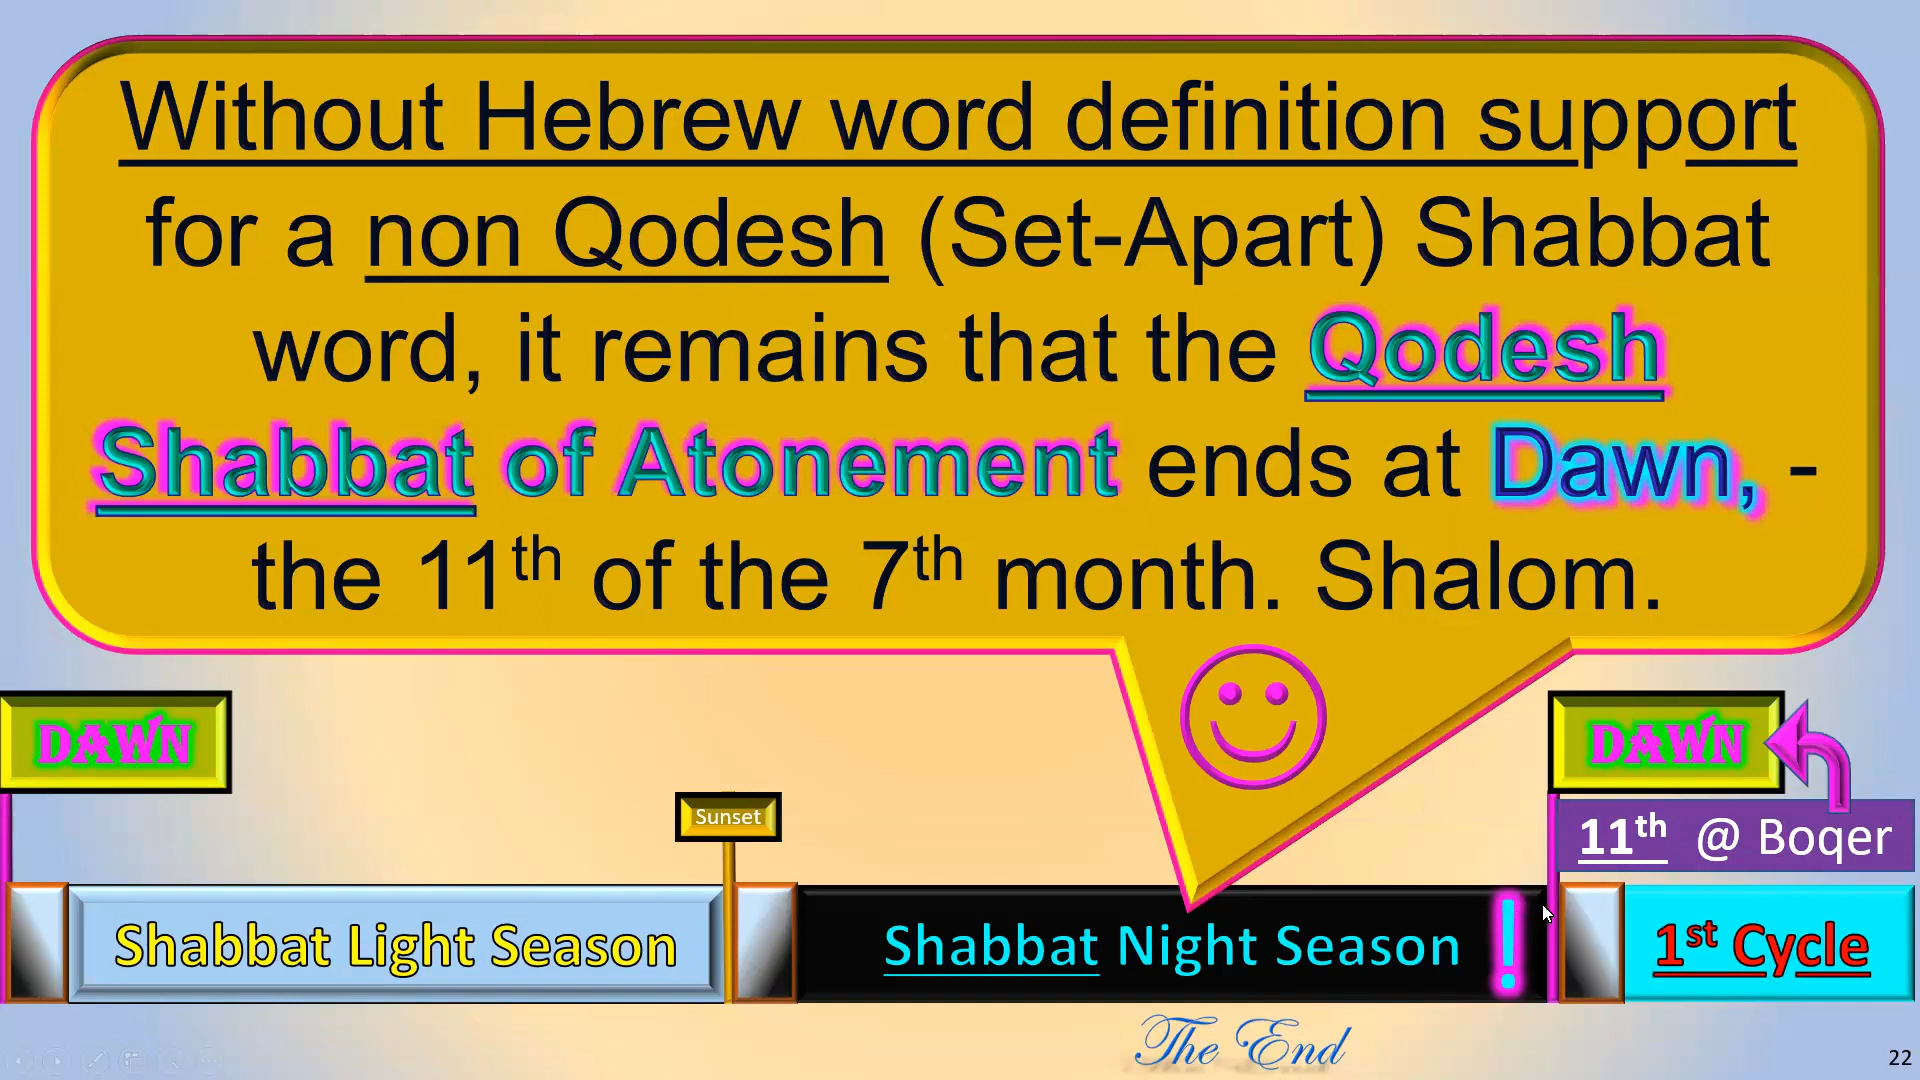 Without Hebrew word definition support
for a non Qodesh (Set-Apart) Shabbat
word, it remains that the Qodesh
Shabbat of Atonement ends at Dawn, -
the 11th of the 7th month. Shalom.
DAWN
DAWN
Sunset
11th @ Boqer
Shabbat Light Season
Shabbat Night Season !
1st Cycle
The End
22